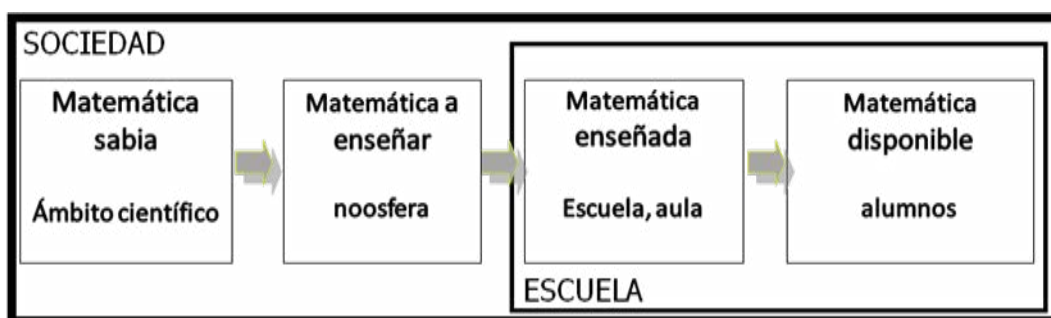 SOCIEDAD
Matemática
sabia
Ámbito científico
Matemática a
enseñar
noosfera
Matemática
enseñada
Escuela, aula
Matemática
disponible
alumnos
ESCUELA